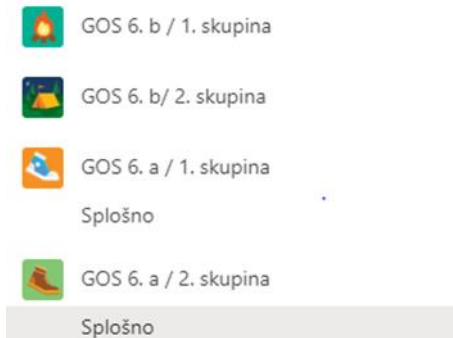 GOS 6. b / 1. skupina
GOS 6. b/ 2. skupina
GOS 6. a / 1. skupina
Splošno
GOS 6. a / 2. skupina
Splošno